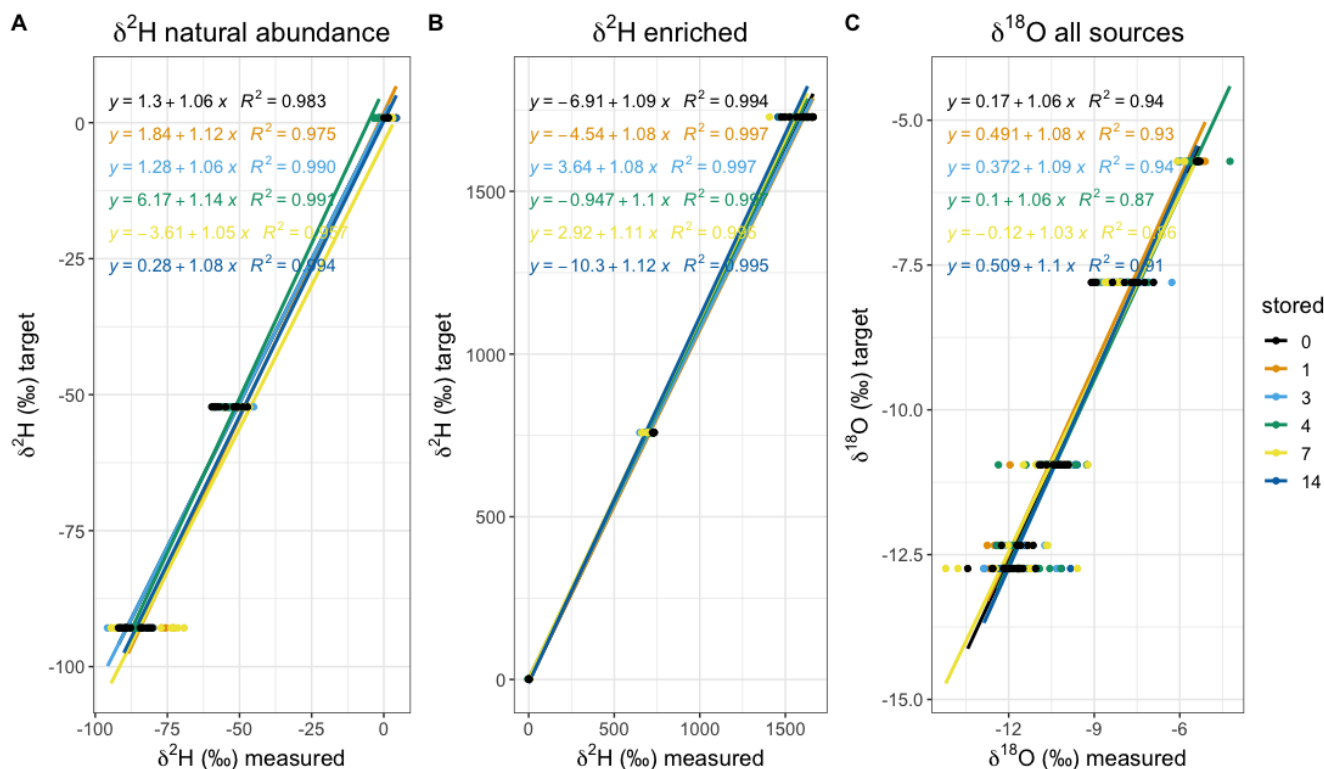 A δ²H natural abundance
y = 1.3 + 1.06 x R² = 0.983
y = 1.84 + 1.12 x R² = 0.975
y = 1.28 + 1.06 x R² = 0.990
y = 6.17 + 1.14 x R² =
y = −3.61 + 1.05 x R² =
y = 0.28 + 1.08 x R² = 0.994
0
-25
-50
-75
-100
δ²H (‰) target
-100 -75 -50 -25 0
δ²H (‰) measured
B δ²H enriched
y = −6.91 + 1.09 x R² = 0.994
y = −4.54 + 1.08 x R² = 0.997
y = 3.64 + 1.08 x R² = 0.997
y = −0.947 + 1.1 x R² =
y = 2.92 + 1.11 x R² =
y = −10.3 + 1.12 x R² = 0.995
1500
1000
500
0
δ²H (‰) target
0 500 1000 1500
δ²H (‰) measured
C δ¹⁸O all sources
y = 0.17 + 1.06 x R² = 0.94
y = 0.491 + 1.08 x R² = 0.93
y = 0.372 + 1.09 x R² = 0.94
y = 0.1 + 1.06 x R² = 0.87
y = −0.12 + 1.03 x R² =
y = 0.509 + 1.1 x R² = 0.91
-5.0
-7.5
-10.0
-12.5
-15.0
δ¹⁸O (‰) target
-12 -9 -6
δ¹⁸O (‰) measured
stored
0
1
3
4
7
14